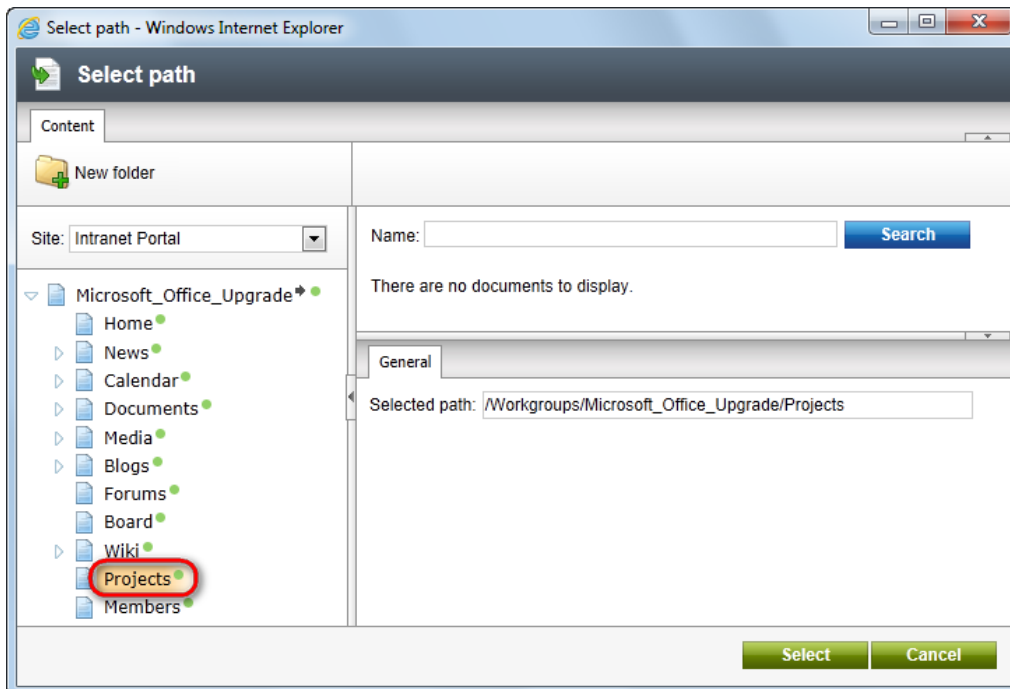 Select path - Windows Internet Explorer
Select path
Content
New folder
Site: Intranet Portal
Name:
Search
There are no documents to display.
Microsoft_Office_Upgrade
Home
News
Calendar
Documents
Media
Blogs
Forums
Board
Wiki
Projects
Members
General
Selected path: /Workgroups/Microsoft_Office_Upgrade/Projects
Select
Cancel